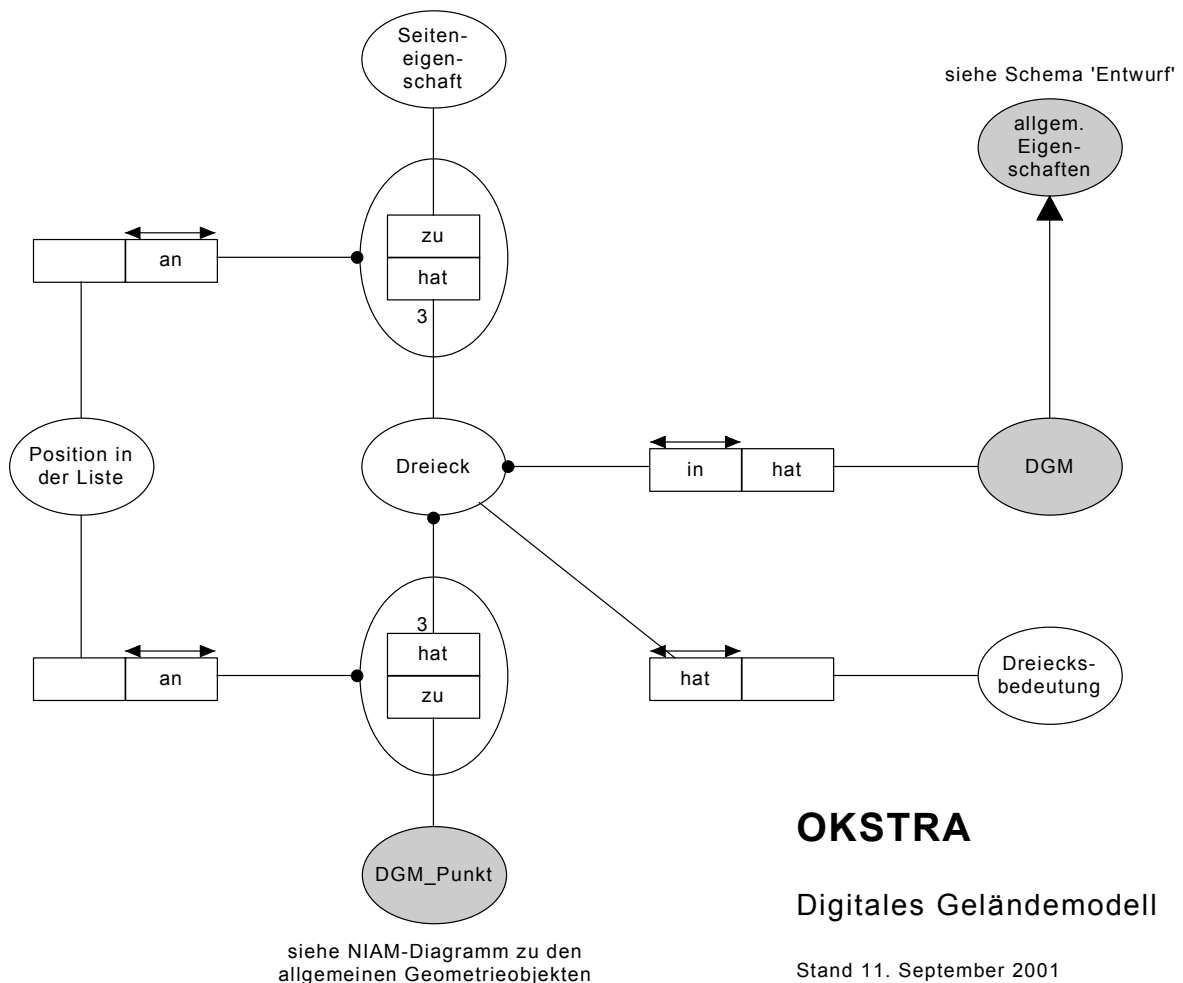 Seiten-
eigen-
schaft
siehe Schema 'Entwurf'
allgem.
Eigen-
schaften
zu
an
hat
3
Position in
der Liste
Dreieck
in
hat
DGM
3
hat
an
zu
hat
Dreiecks-
bedeutung
DGM_Punkt
siehe NIAM-Diagramm zu den
allgemeinen Geometrieobjekten
OKSTRA
Digitales Geländemodell
Stand 11. September 2001